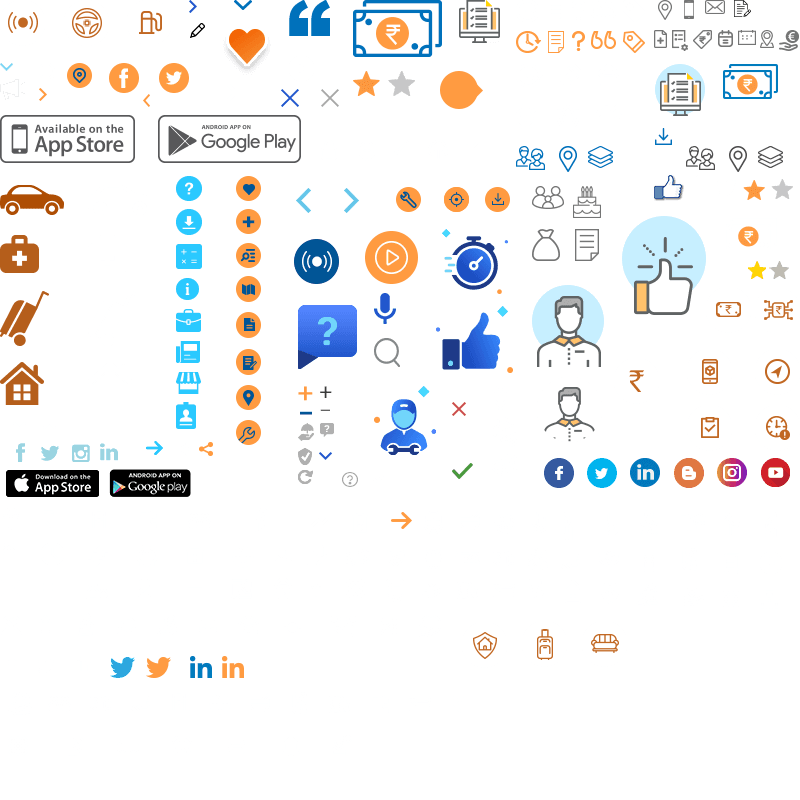 Available on the
App Store
ANDROID APP ON
Google Play
Download on the
App Store
ANDROID APP ON
Google play